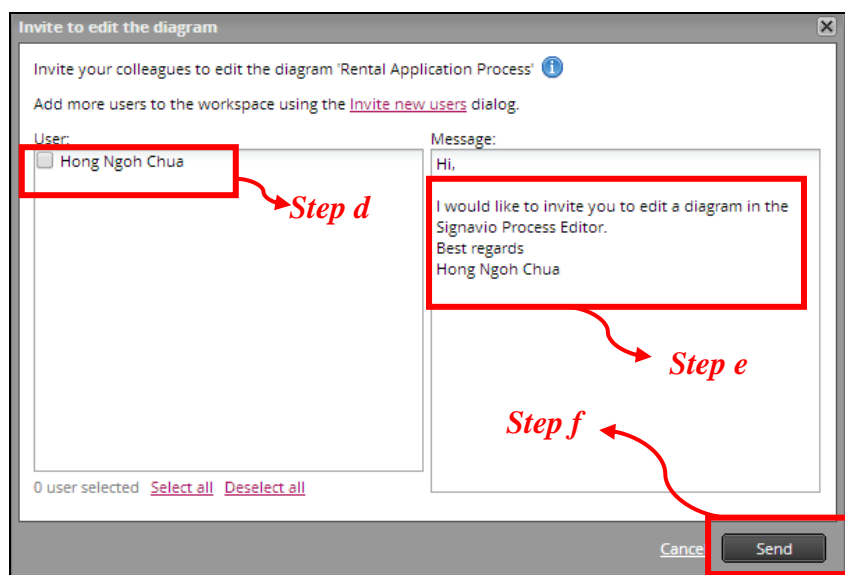 Invite to edit the diagram
Invite your colleagues to edit the diagram 'Rental Application Process'
Add more users to the workspace using the Invite new users dialog.
User:
Hong Ngoh Chua
Step d
Message:
Hi,
I would like to invite you to edit a diagram in the
Signavio Process Editor.
Best regards
Hong Ngoh Chua
Step e
Step f
0 user selected Select all Deselect all
Cance Send